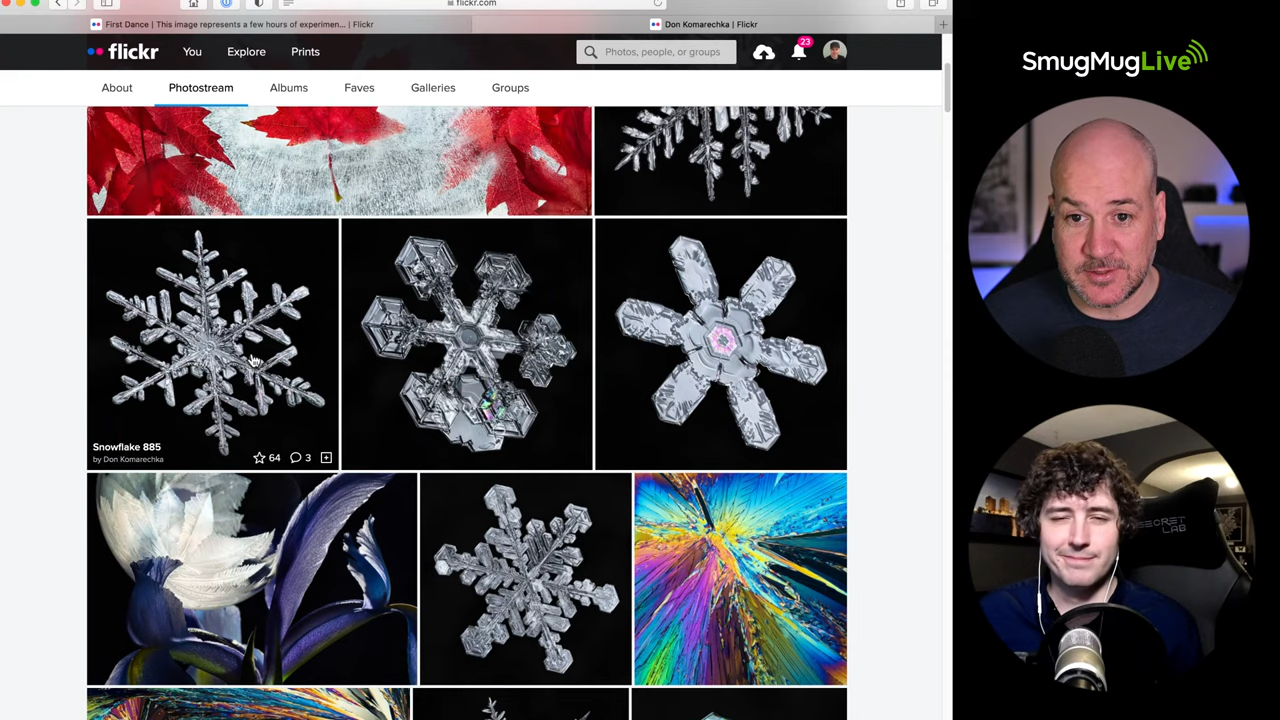 flickr.com
First Dance | This image represents a few hours of experimen... | Flickr
Don Komarechka | Flickr
flickr
You
Explore
Prints
Photos, people, or groups
23
About
Photostream
Albums
Faves
Galleries
Groups
Snowflake 885
by Don Komarechka
64
3
SmugMugLive
SECRET
LAB